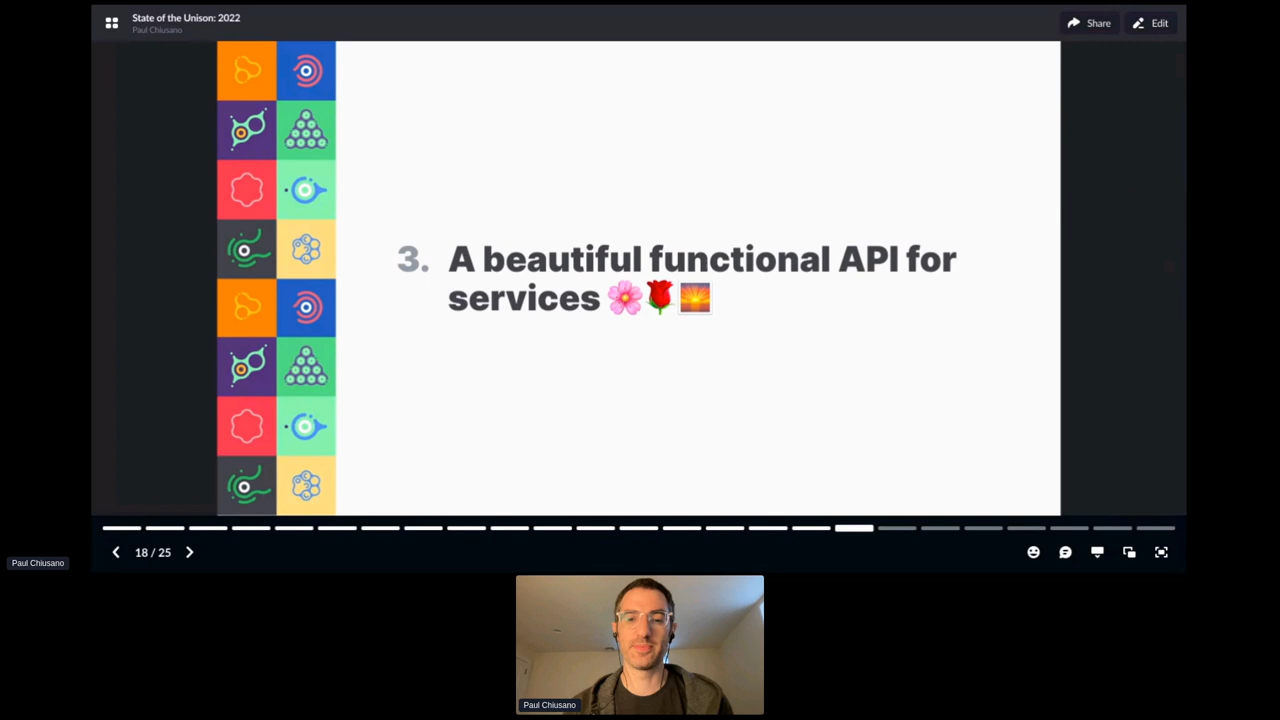 State of the Unison: 2022
Paul Chiusano
Share
Edit
3. A beautiful functional API for
services 🌸🌹🌅
18 / 25
Paul Chiusano
Paul Chiusano